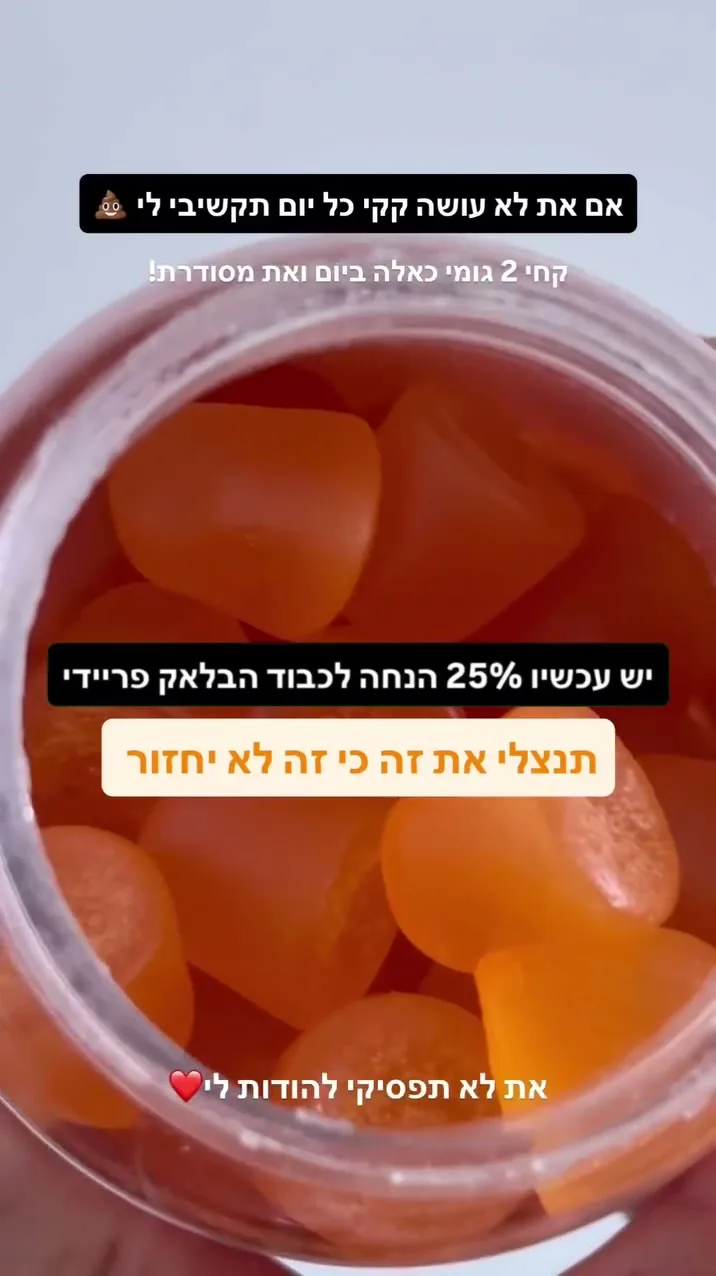 אם את לא עושה קקי כל יום תקשיבי לי 💩
קחי 2 גומי כאלה ביום ואת מסודרת!
יש עכשיו 25% הנחה לכבוד הבלאק פריידי
תנצלי את זה כי זה לא יחזור
את לא תפסיקי להודות לי❤️